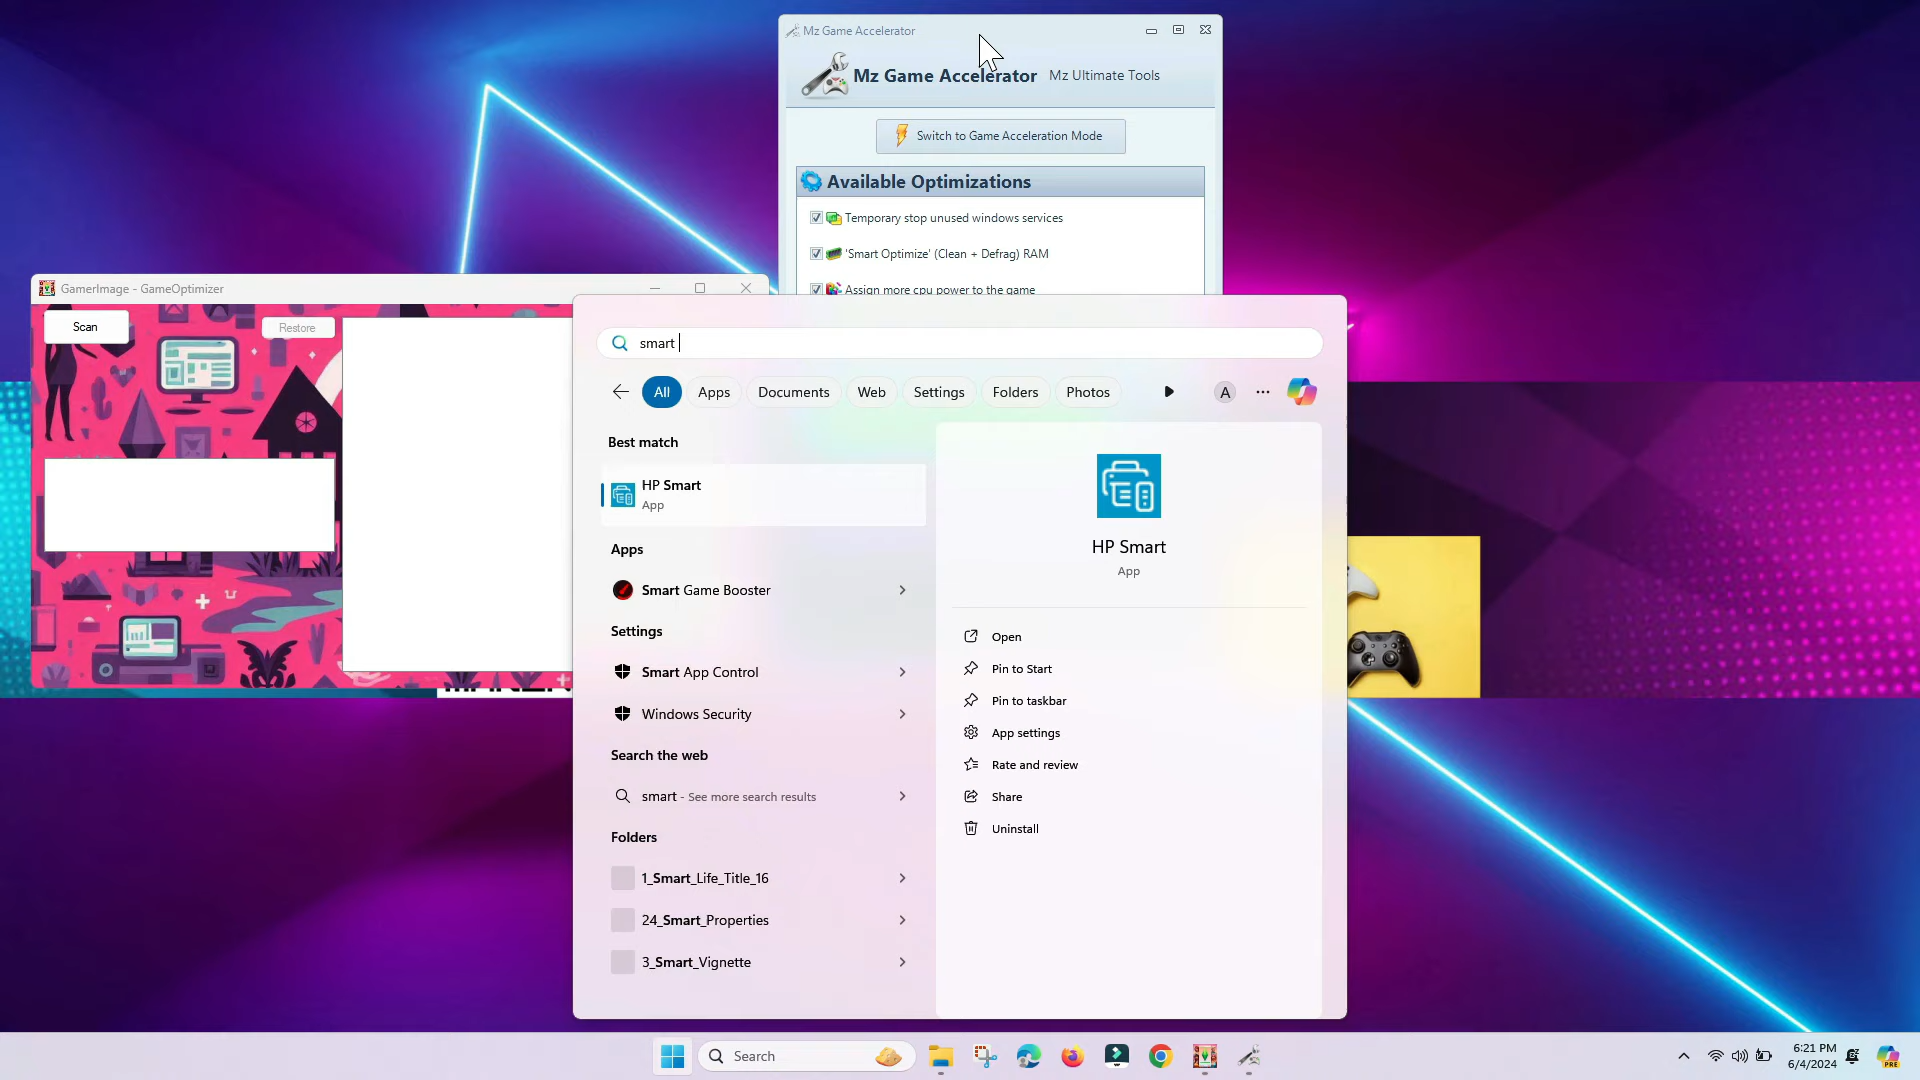 Mz Game Accelerator
Mz Game Accelerator Mz Ultimate Tools
Switch to Game Acceleration Mode
Available Optimizations
Temporary stop unused windows services
'Smart Optimize' (Clean + Defrag) RAM
Assign more cpu power to the game
GamerImage - GameOptimizer
Scan
Restore
smart
All
Apps
Documents
Web
Settings
Folders
Photos
A
Best match
HP Smart
App
Apps
Smart Game Booster
Settings
Smart App Control
Windows Security
Search the web
smart - See more search results
Folders
1_Smart_Life_Title_16
24_Smart_Properties
3_Smart_Vignette
HP Smart
App
Open
Pin to Start
Pin to taskbar
App settings
Rate and review
Share
Uninstall
Search
6:21 PM
6/4/2024
PRE